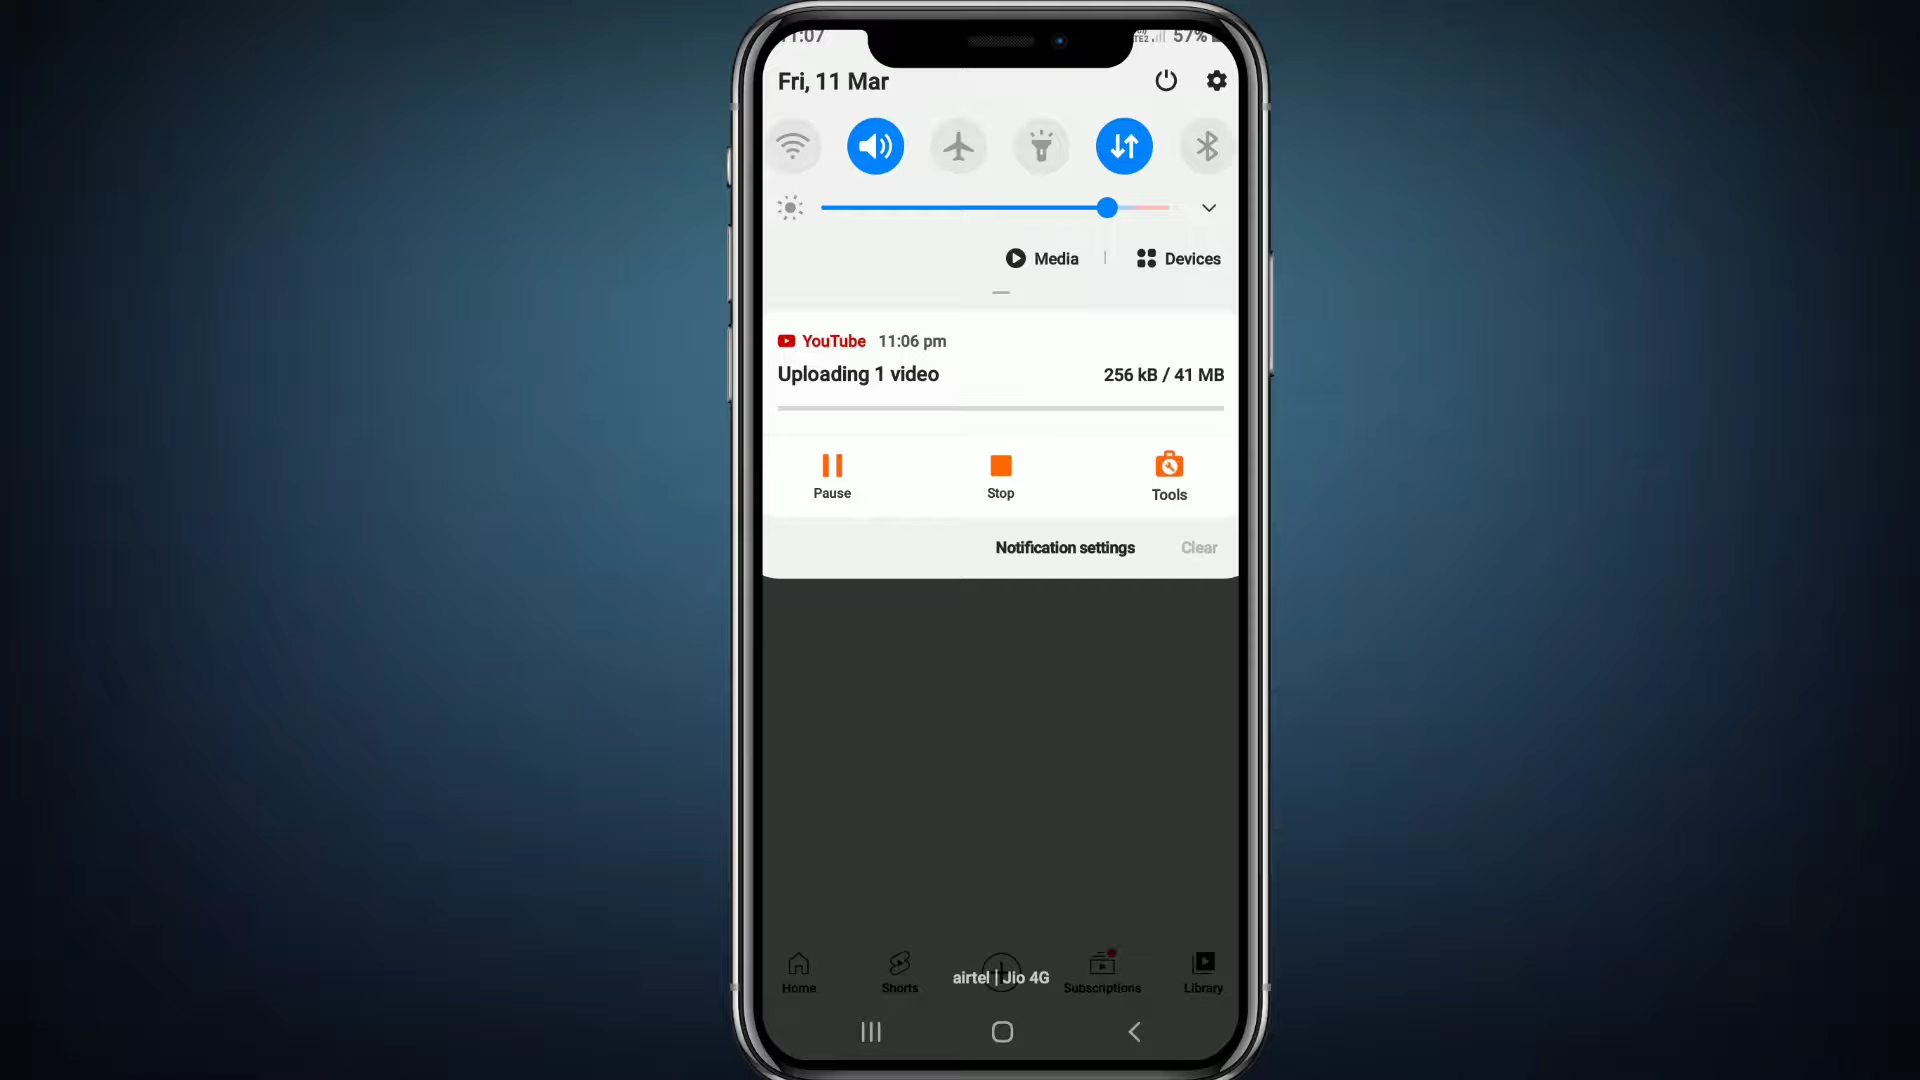 11:07 57%
Fri, 11 Mar
Media | Devices
YouTube 11:06 pm
Uploading 1 video 256 kB / 41 MB
Pause Stop Tools
Notification settings Clear
airtel | Jio 4G
Home Shorts Subscriptions Library